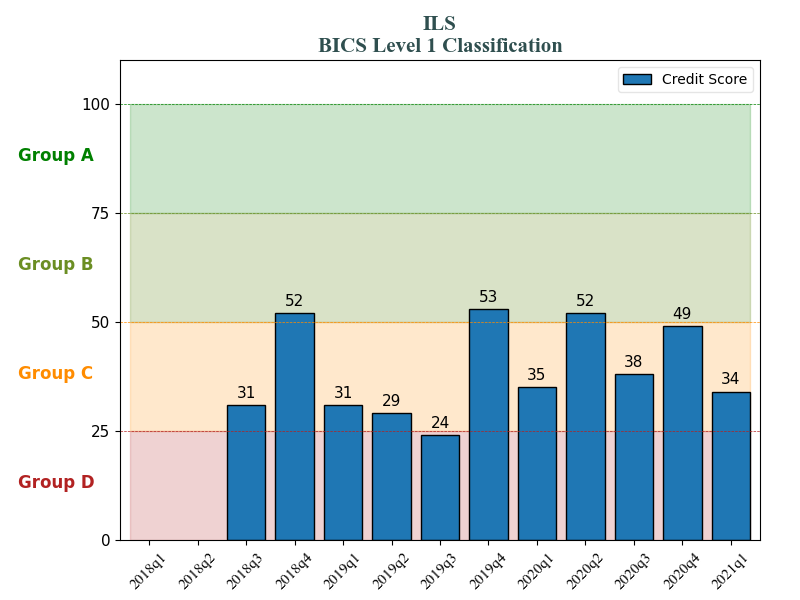 ILS
BICS Level 1 Classification
Credit Score
100
Group A
75
Group B
53
52
52
50
49
Group C
38
35
34
31
31
29
25
24
Group D
0
2018q1 2018q2 2018q3 2018q4 2019q1 2019q2 2019q3 2019q4 2020q1 2020q2 2020q3 2020q4 2021q1